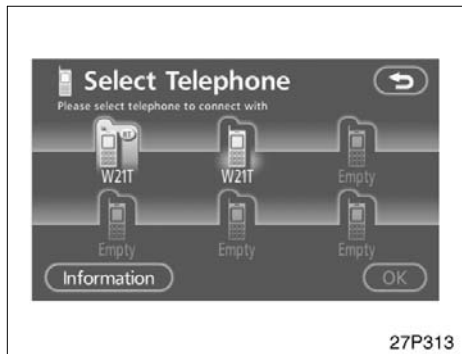 Select Telephone
Please select telephone to connect with
BT
W21T W21T Empty
Empty Empty Empty
Information OK
27P313